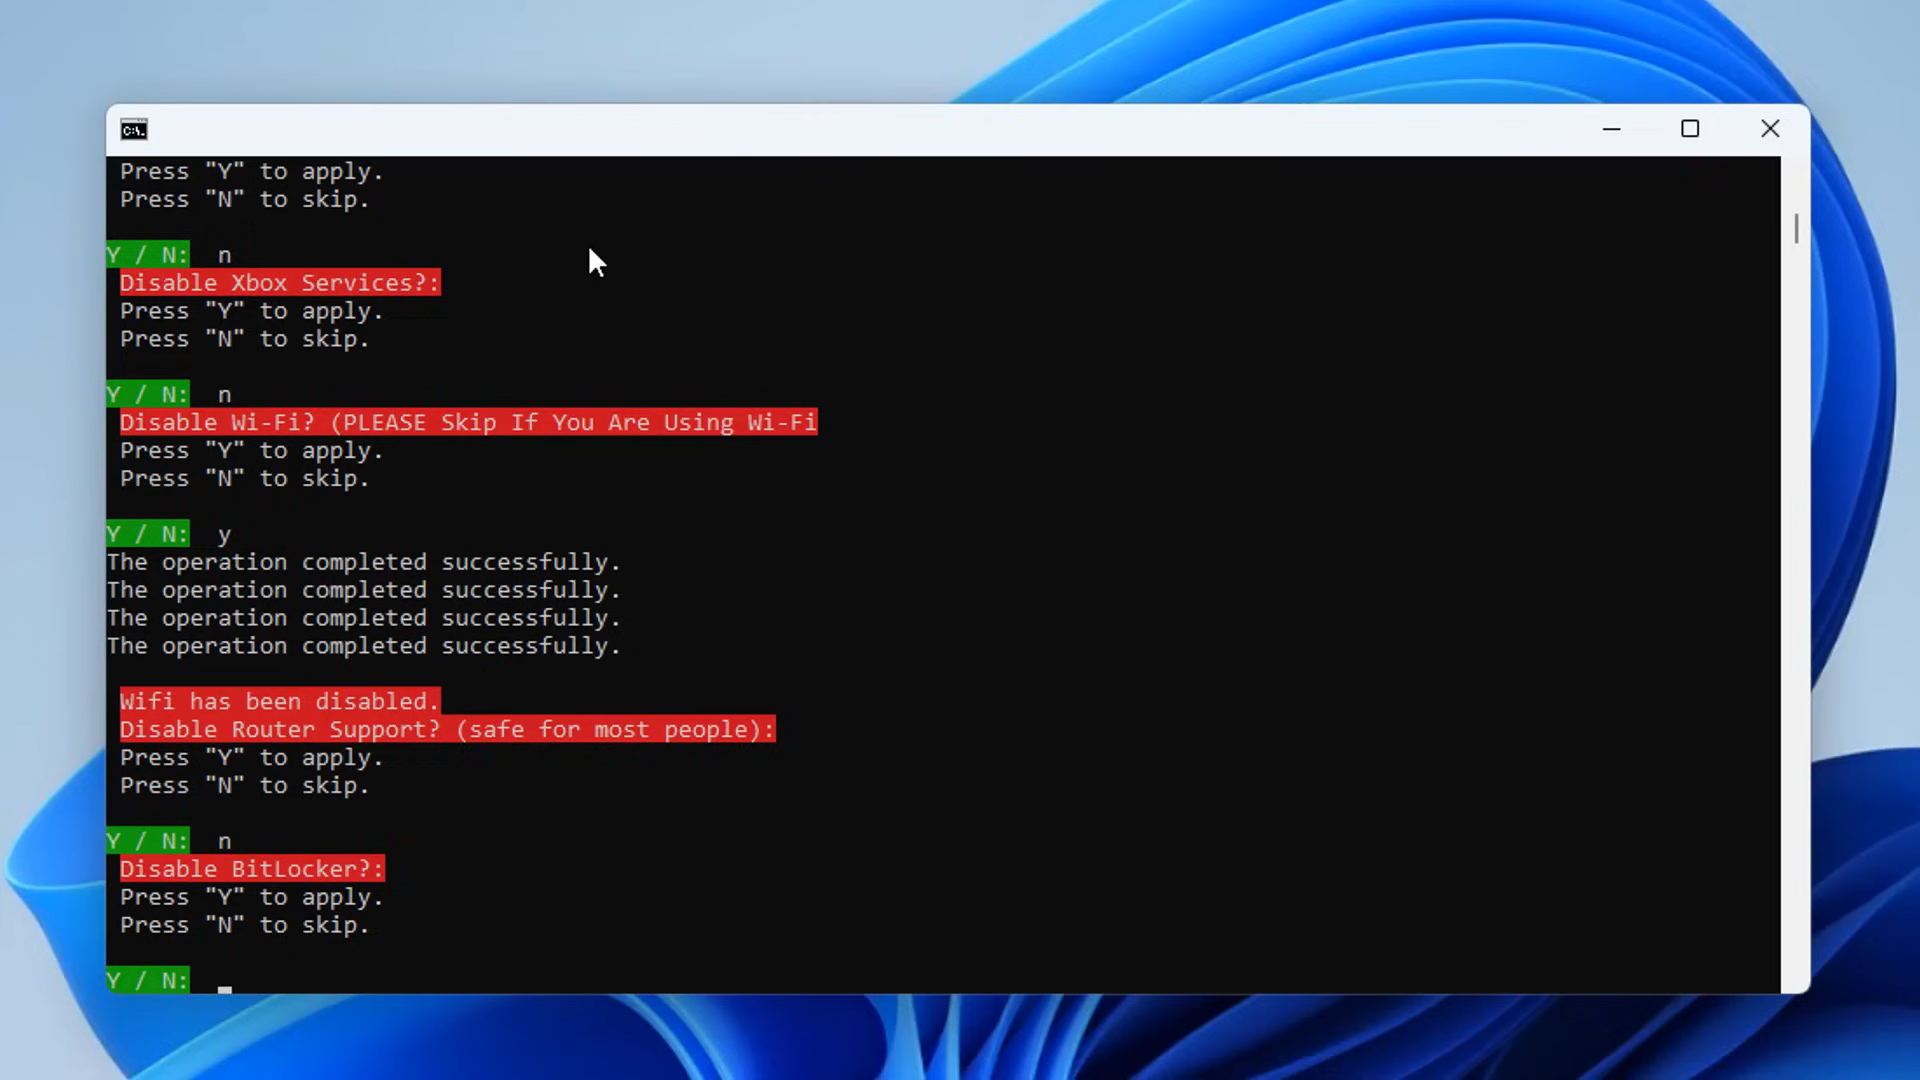 C:\.
Press "Y" to apply.
Press "N" to skip.
Y / N: n
Disable Xbox Services?:
Press "Y" to apply.
Press "N" to skip.
Y / N: n
Disable Wi-Fi? (PLEASE Skip If You Are Using Wi-Fi
Press "Y" to apply.
Press "N" to skip.
Y / N: y
The operation completed successfully.
The operation completed successfully.
The operation completed successfully.
The operation completed successfully.
Wifi has been disabled.
Disable Router Support? (safe for most people):
Press "Y" to apply.
Press "N" to skip.
Y / N: n
Disable BitLocker?:
Press "Y" to apply.
Press "N" to skip.
Y / N: